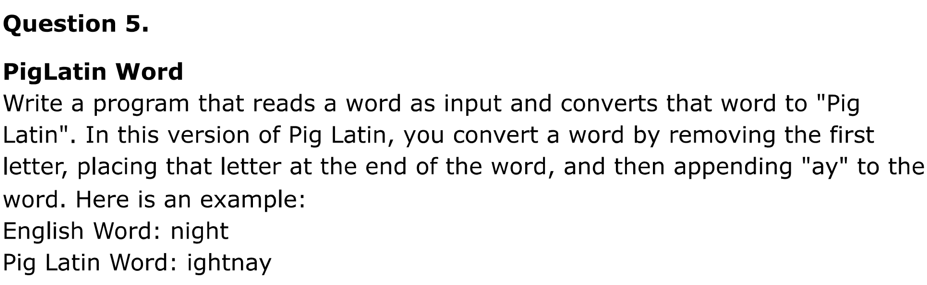 Question 5.
PigLatin Word
Write a program that reads a word as input and converts that word to "Pig
Latin". In this version of Pig Latin, you convert a word by removing the first
letter, placing that letter at the end of the word, and then appending "ay" to the
word. Here is an example:
English Word: night
Pig Latin Word: ightnay